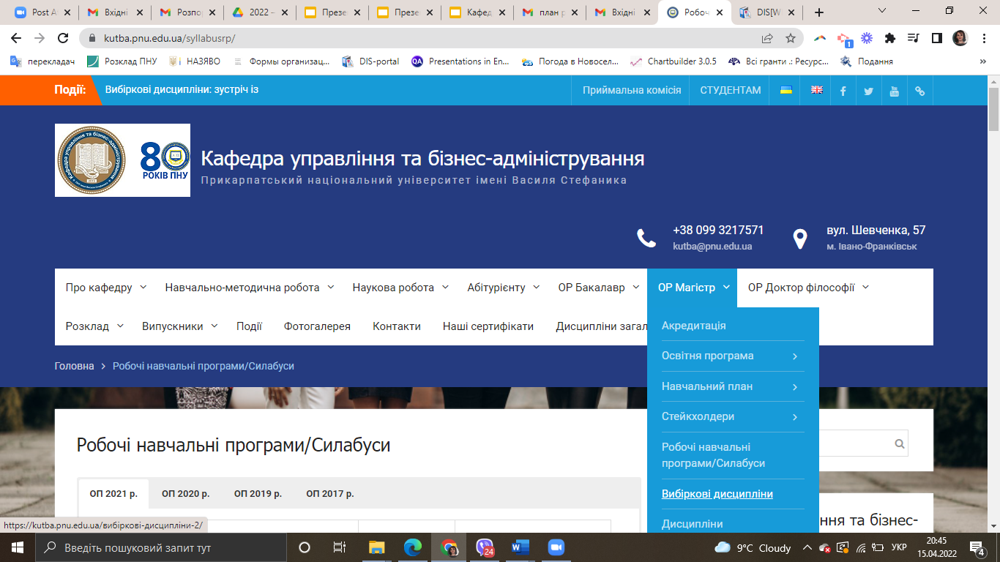 Post A
Вхідні
Розпо
2022 –
Презе
Презе
Кафед
план р
Вхідні
Робоч
DIS[W
kutba.pnu.edu.ua/syllabusrp/
1
перекладач
Розклад ПНУ
НАЗЯВО
Формы организац...
DIS-portal
QA
Presentations in En...
Погода в Новосел...
Chartbuilder 3.0.5
Всі гранти .: Ресурс...
Подання
»
Події:
Вибіркові дисципліни: зустріч із
Приймальна комісія
СТУДЕНТАМ
80
РОКІВ ПНУ
Кафедра управління та бізнес-адміністрування
Прикарпатський національний університет імені Василя Стефаника
+38 099 3217571
kutba@pnu.edu.ua
вул. Шевченка, 57
м. Івано-Франківськ
Про кафедру
Навчально-методична робота
Наукова робота
Абітурієнту
ОР Бакалавр
ОР Магістр
ОР Доктор філософії
Розклад
Випускники
Події
Фотогалерея
Контакти
Наші сертифікати
Дисципліни загал
Акредитація
Освітня програма
Навчальний план
Стейкхолдери
Робочі навчальні
програми/Силабуси
Вибіркові дисципліни
Дисципліни
Головна > Робочі навчальні програми/Силабуси
Робочі навчальні програми/Силабуси
ОП 2021 р.
ОП 2020 р.
ОП 2019 р.
ОП 2017 р.
ння та бізнес-
https://kutba.pnu.edu.ua/вибіркові-дисципліни-2/
Введіть пошуковий запит тут
24
9°C Cloudy
УКР
20:45
15.04.2022
4